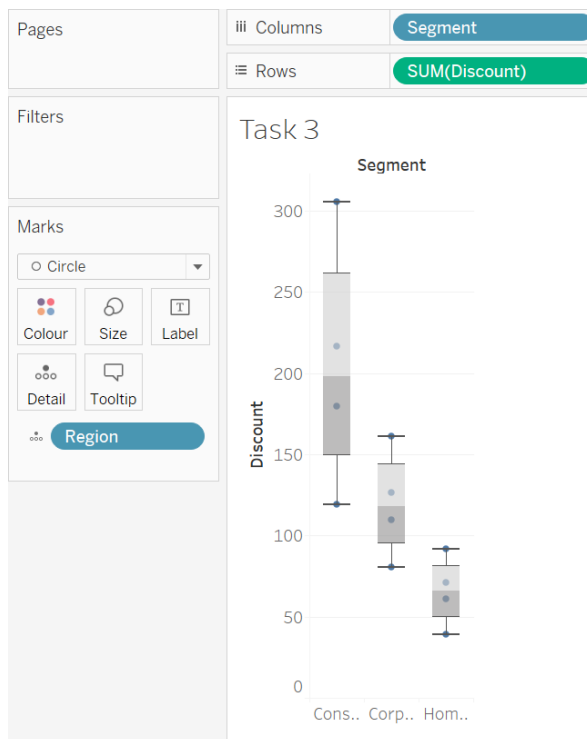 Pages
Columns
Segment
Rows
SUM(Discount)
Filters
Task 3
Segment
Marks
Circle
Colour
Size
T
Label
Detail
Tooltip
Region
Discount
300
250
200
150
100
50
0
Cons.. Corp.. Hom..